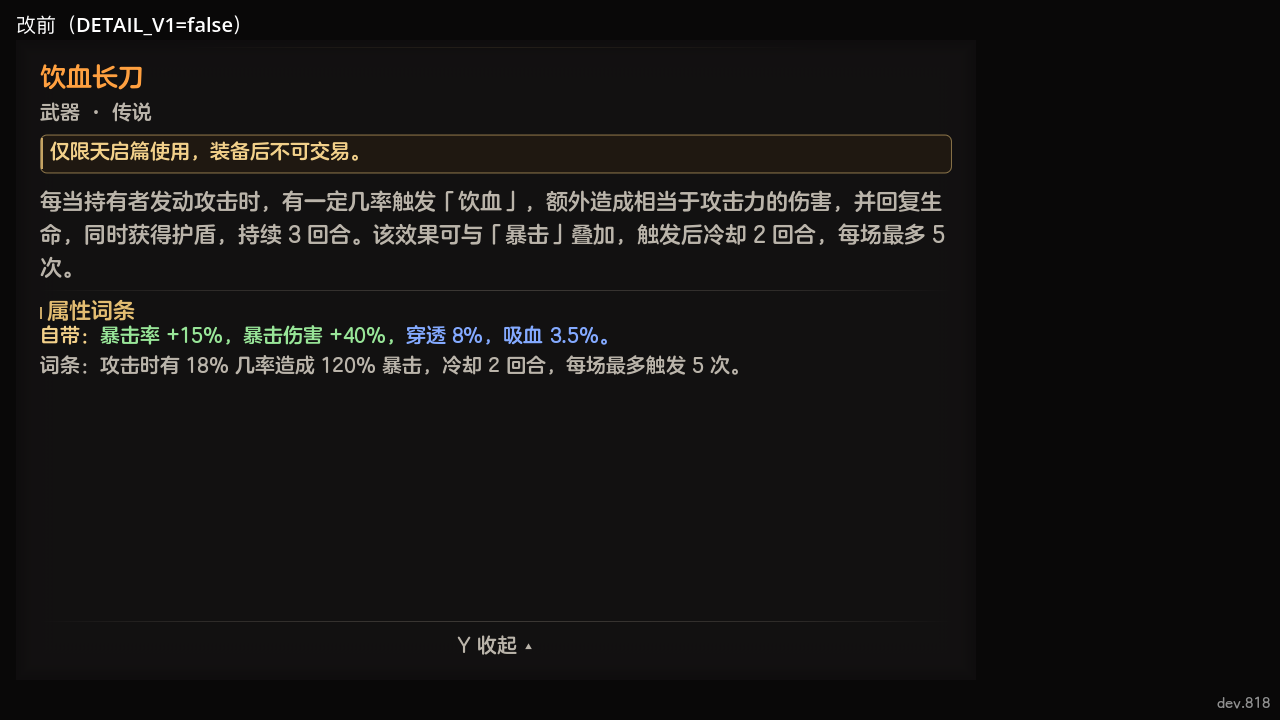 改前（DETAIL_V1=false）
饮血长刀
武器 · 传说
仅限天启篇使用，装备后不可交易。
每当持有者发动攻击时，有一定几率触发「饮血」，额外造成相当于攻击力的伤害，并回复生
命，同时获得护盾，持续 3 回合。该效果可与「暴击」叠加，触发后冷却 2 回合，每场最多 5
次。
属性词条
自带：暴击率 +15%，暴击伤害 +40%，穿透 8%，吸血 3.5%。
词条：攻击时有 18% 几率造成 120% 暴击，冷却 2 回合，每场最多触发 5 次。
Y 收起 ▴
dev.818